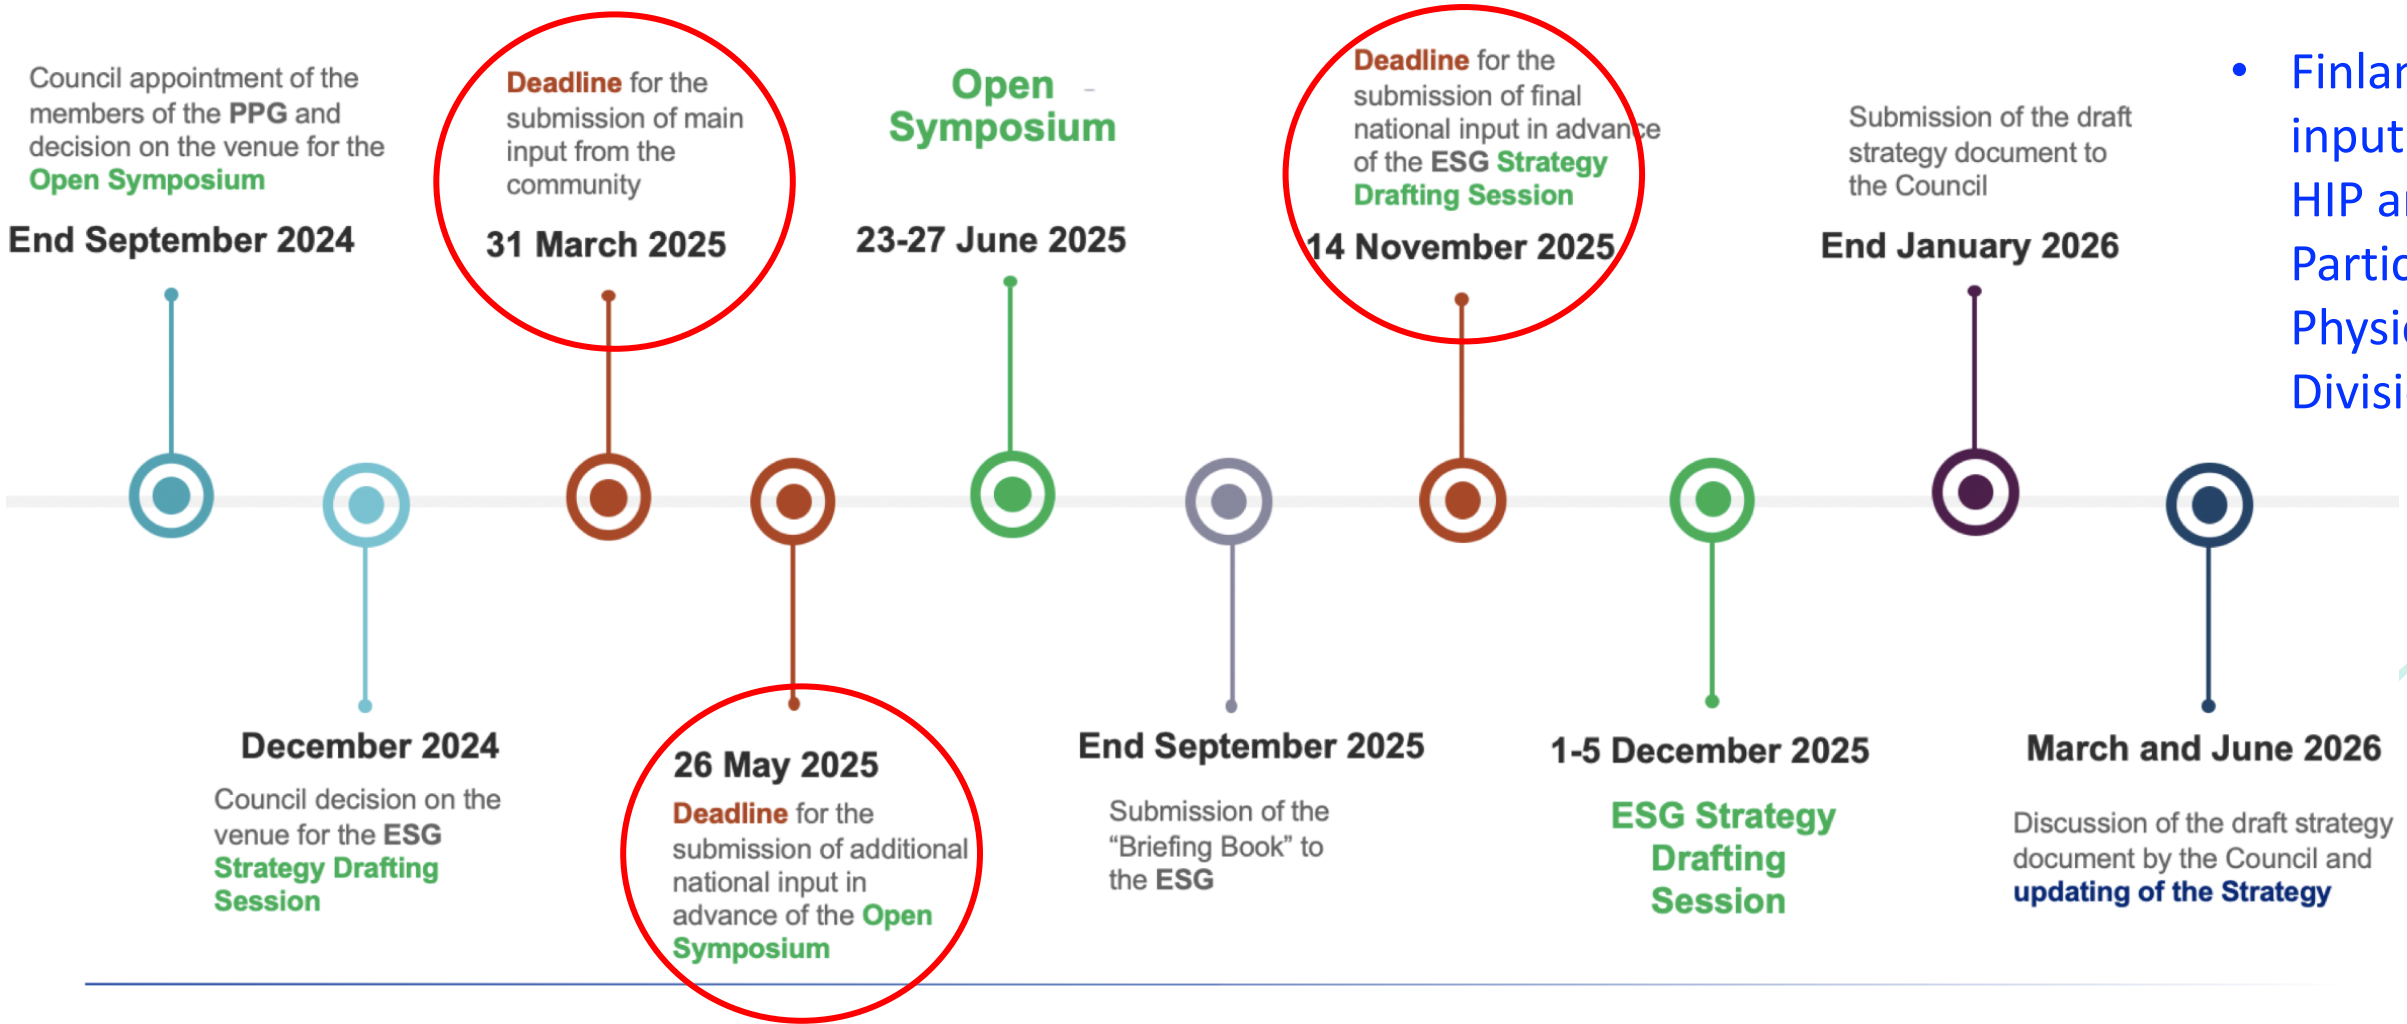 Council appointment of the
members of the PPG and
decision on the venue for the
Open Symposium
End September 2024
Deadline for the
submission of main
input from the
community
31 March 2025
Open
Symposium
23-27 June 2025
Deadline for the
submission of final
national input in advance
of the ESG Strategy
Drafting Session
14 November 2025
Submission of the draft
strategy document to
the Council
End January 2026
• 
input
HIP
December 2024
Council decision on the
venue for the ESG
Strategy Drafting
Session
26 May 2025
Deadline for the
submission of additional
national input in
advance of the Open
Symposium
End September 2025
Submission of the
“Briefing Book” to
the ESG
1-5 December 2025
ESG Strategy
Drafting
Session
March and June 2026
Discussion of the draft strategy
document by the Council and
updating of the Strategy